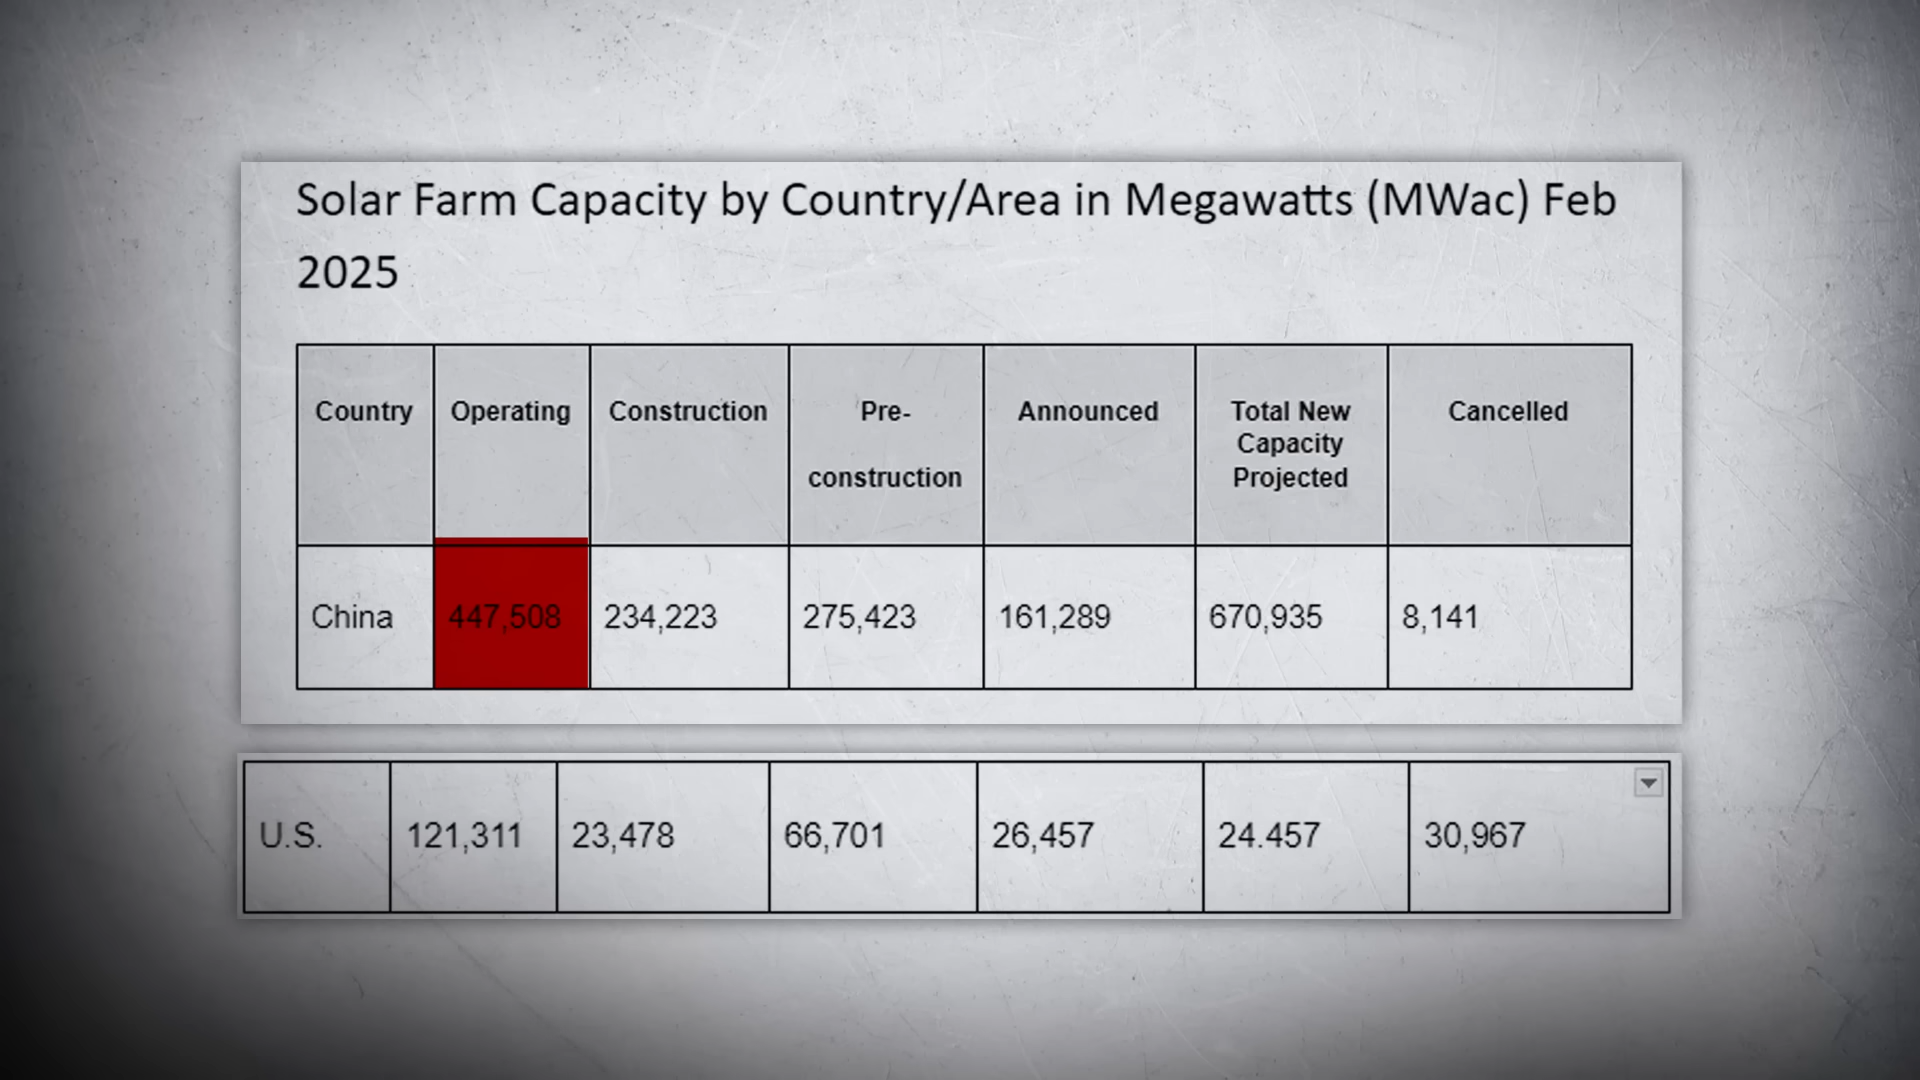 Solar Farm Capacity by Country/Area in Megawatts (MWac) Feb
2025
Country Operating Construction Pre-construction Announced Total New Capacity Projected Cancelled
China 447,508 234,223 275,423 161,289 670,935 8,141
U.S. 121,311 23,478 66,701 26,457 24.457 30,967